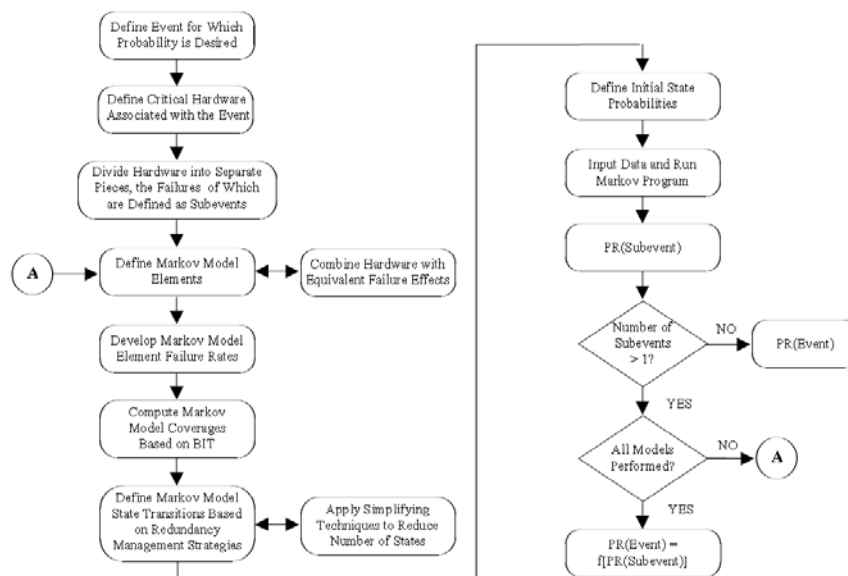 Define Event for Which
Probability is Desired
Define Critical Hardware
Associated with the Event
Divide Hardware into Separate
Pieces, the Failures of Which
are Defined as Subevents
A
Define Markov Model
Elements
Combine Hardware with
Equivalent Failure Effects
Develop Markov Model
Element Failure Rates
Compute Markov
Model Coverages
Based on BIT
Define Markov Model
State Transitions Based
on Redundancy
Management Strategies
Apply Simplifying
Techniques to Reduce
Number of States
Define Initial State
Probabilities
Input Data and Run
Markov Program
PR(Subevent)
Number of
Subevents
> 1?
NO
PR(Event)
YES
All Models
Performed?
NO
A
YES
PR(Event) =
f[PR(Subevent)]